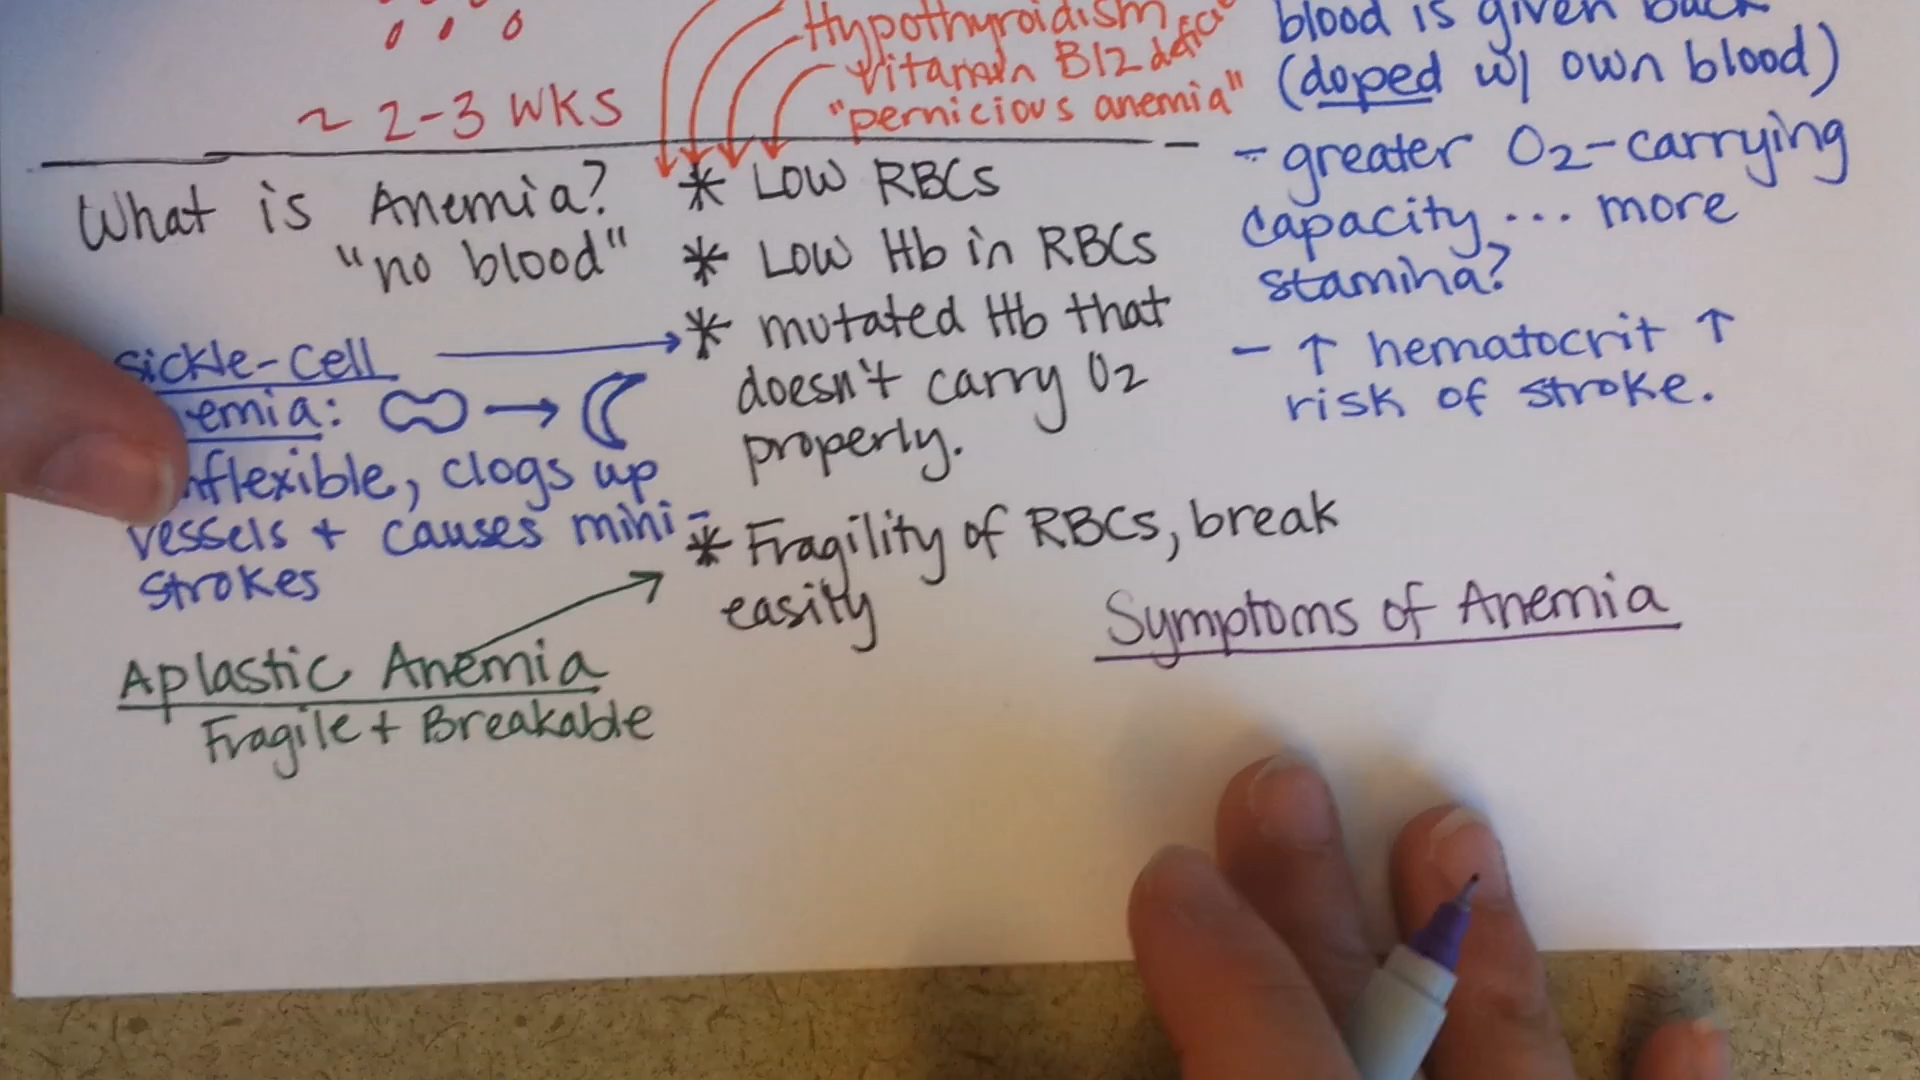 ~ 2-3 WKS
Hypothyroidism
Vitamin B12
"pernicious anemia"
blood is given back
(doped w/ own blood)
- greater O2-carrying
capacity ... more
stamina?
- ↑ hematocrit ↑
risk of stroke.
What is Anemia?
"no blood"
* Low RBCs
* Low Hb in RBCs
* mutated Hb that
doesn't carry O2
properly.
* Fragility of RBCs, break
easily
Sickle-Cell
emia:
nflexible, clogs up
vessels + causes mini-
strokes
Aplastic Anemia
Fragile + Breakable
Symptoms of Anemia